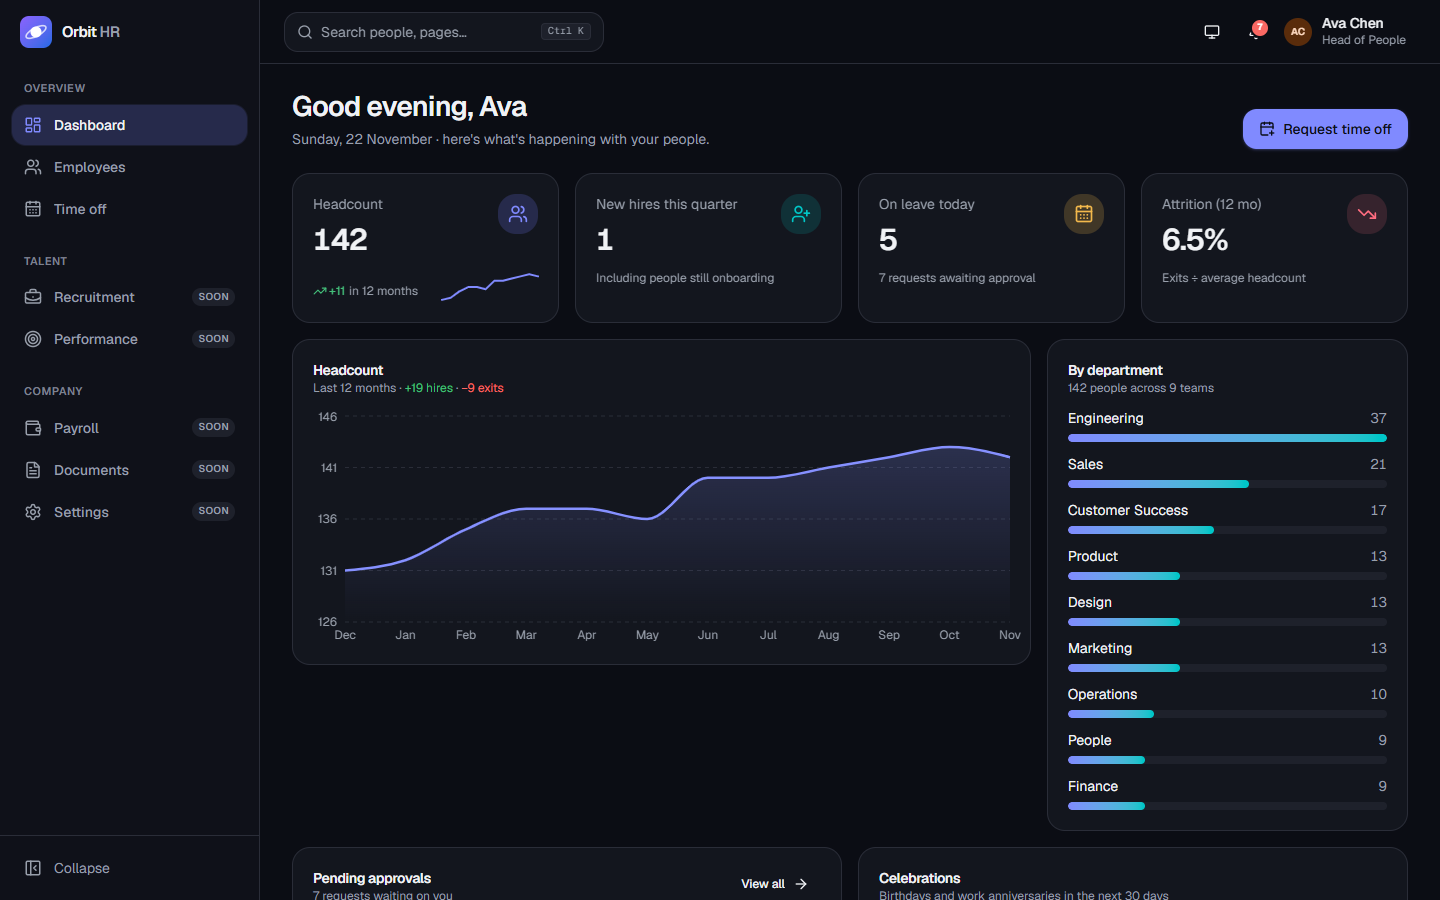 Orbit HR
Search people, pages...
Ctrl K
7
AC
Ava Chen
Head of People
OVERVIEW
Dashboard
Employees
Time off
TALENT
Recruitment SOON
Performance SOON
COMPANY
Payroll SOON
Documents SOON
Settings SOON
Collapse
Good evening, Ava
Sunday, 22 November · here's what's happening with your people.
Request time off
Headcount
142
+11 in 12 months
New hires this quarter
1
Including people still onboarding
On leave today
5
7 requests awaiting approval
Attrition (12 mo)
6.5%
Exits ÷ average headcount
Headcount
Last 12 months · +19 hires · −9 exits
146
141
136
131
126
Dec Jan Feb Mar Apr May Jun Jul Aug Sep Oct Nov
By department
142 people across 9 teams
Engineering 37
Sales 21
Customer Success 17
Product 13
Design 13
Marketing 13
Operations 10
People 9
Finance 9
Pending approvals
7 requests waiting on you
View all
Celebrations
Birthdays and work anniversaries in the next 30 days